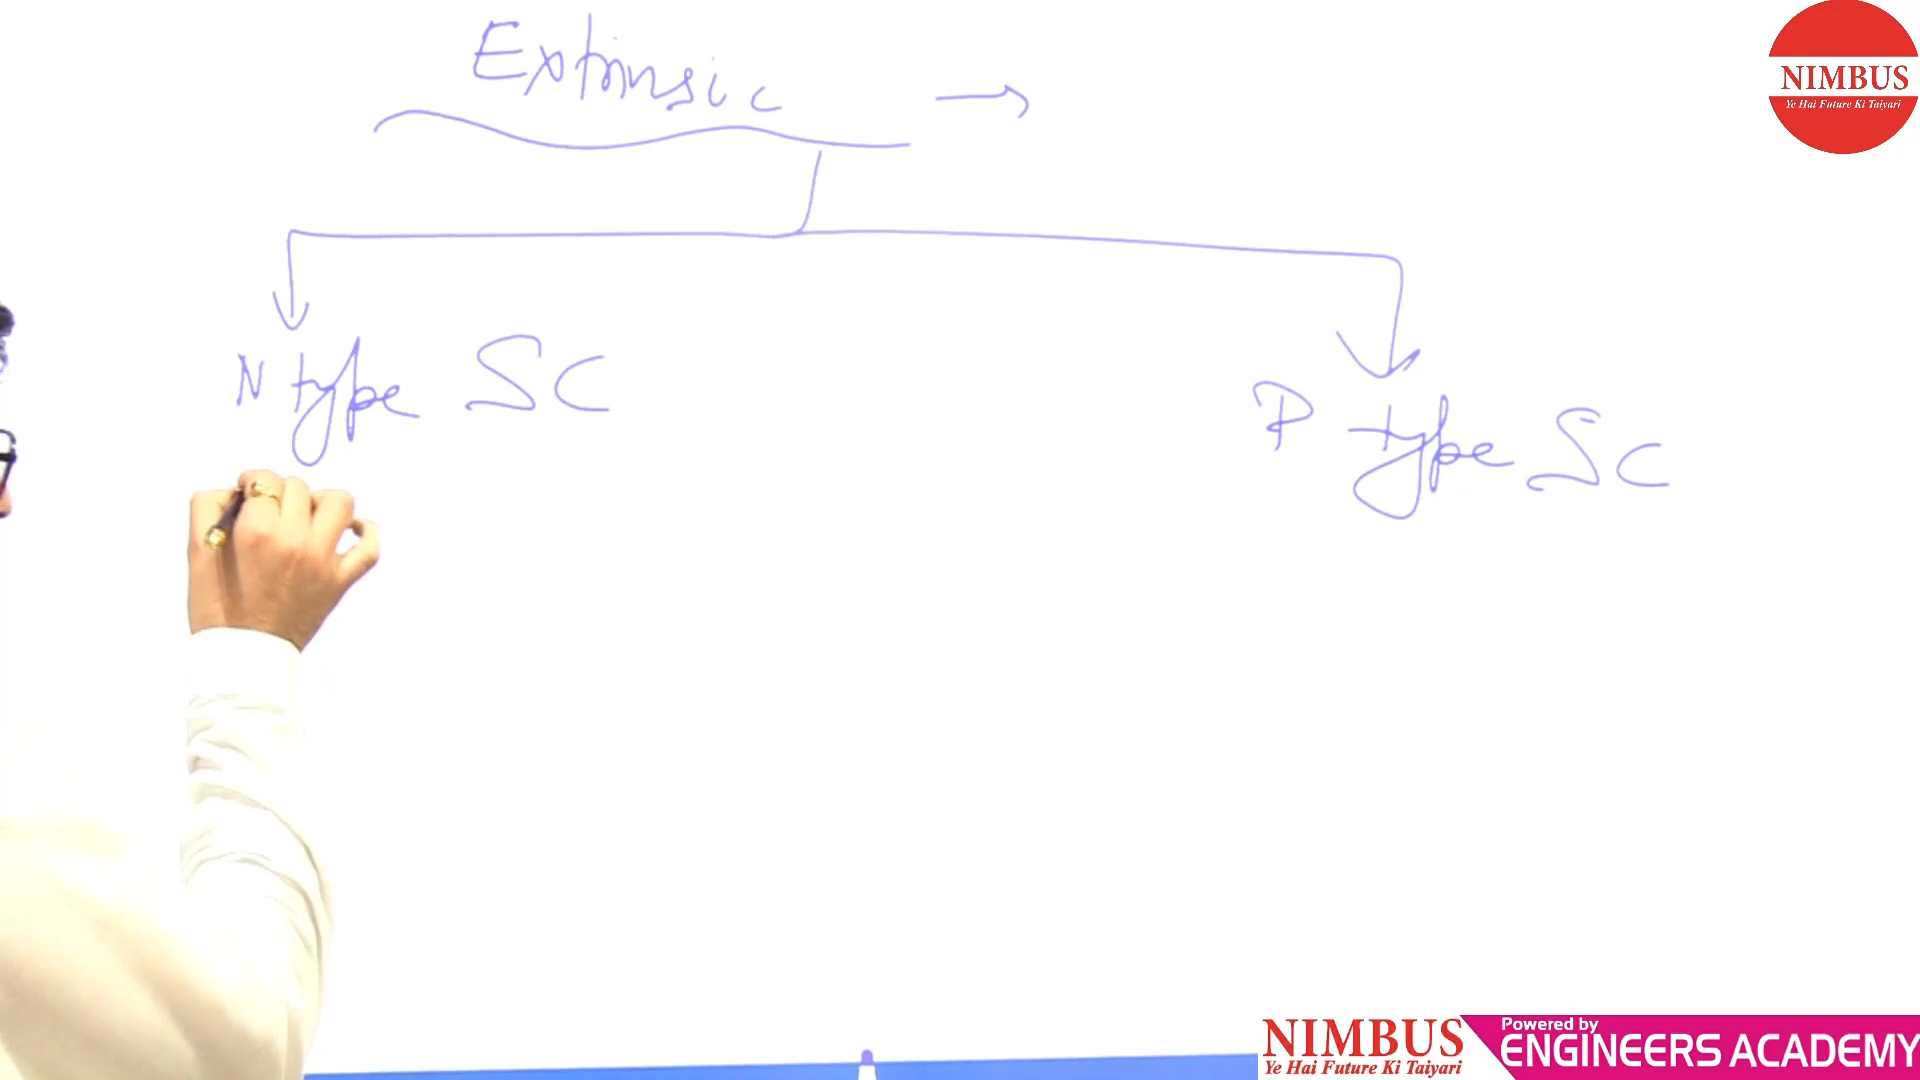 Extrinsic →
NIMBUS
Ye Hai Future Ki Taiyari
N type SC
P type SC
NIMBUS
Ye Hai Future Ki Taiyari
Powered by
ENGINEERS ACADEMY